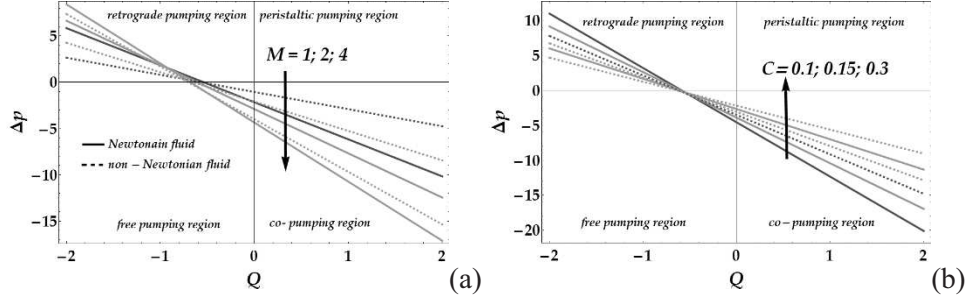 retrograde pumping region peristaltic pumping region
M = 1; 2; 4
Newtonain fluid
non – Newtonian fluid
free pumping region co- pumping region
5
0
−5
−10
−15
Δp
−2 −1 0 1 2
Q
(a)
retrograde pumping region peristaltic pumping region
C = 0.1; 0.15; 0.3
free pumping region co – pumping region
10
5
0
−5
−10
−15
−20
Δp
−2 −1 0 1 2
Q
(b)